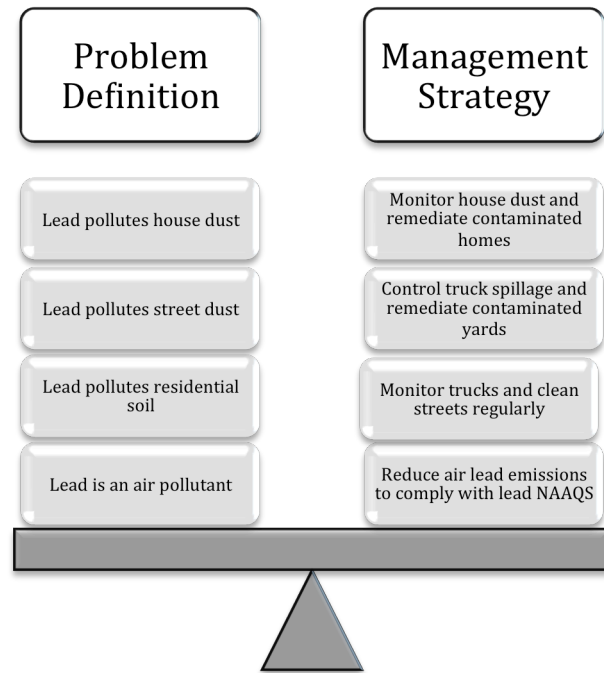 Problem
Definition
Management
Strategy
Lead pollutes house dust
Monitor house dust and
remediate contaminated
homes
Lead pollutes street dust
Control truck spillage and
remediate contaminated
yards
Lead pollutes residential
soil
Monitor trucks and clean
streets regularly
Lead is an air pollutant
Reduce air lead emissions
to comply with lead NAAQS